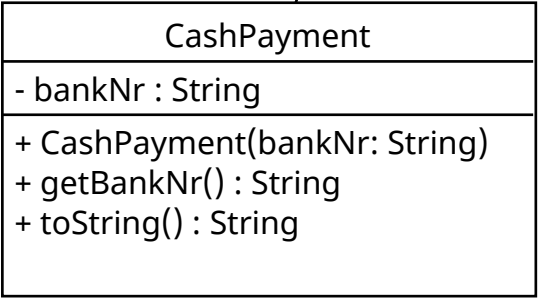 CashPayment
- bankNr : String
+ CashPayment(bankNr: String)
+ getBankNr() : String
+ toString() : String